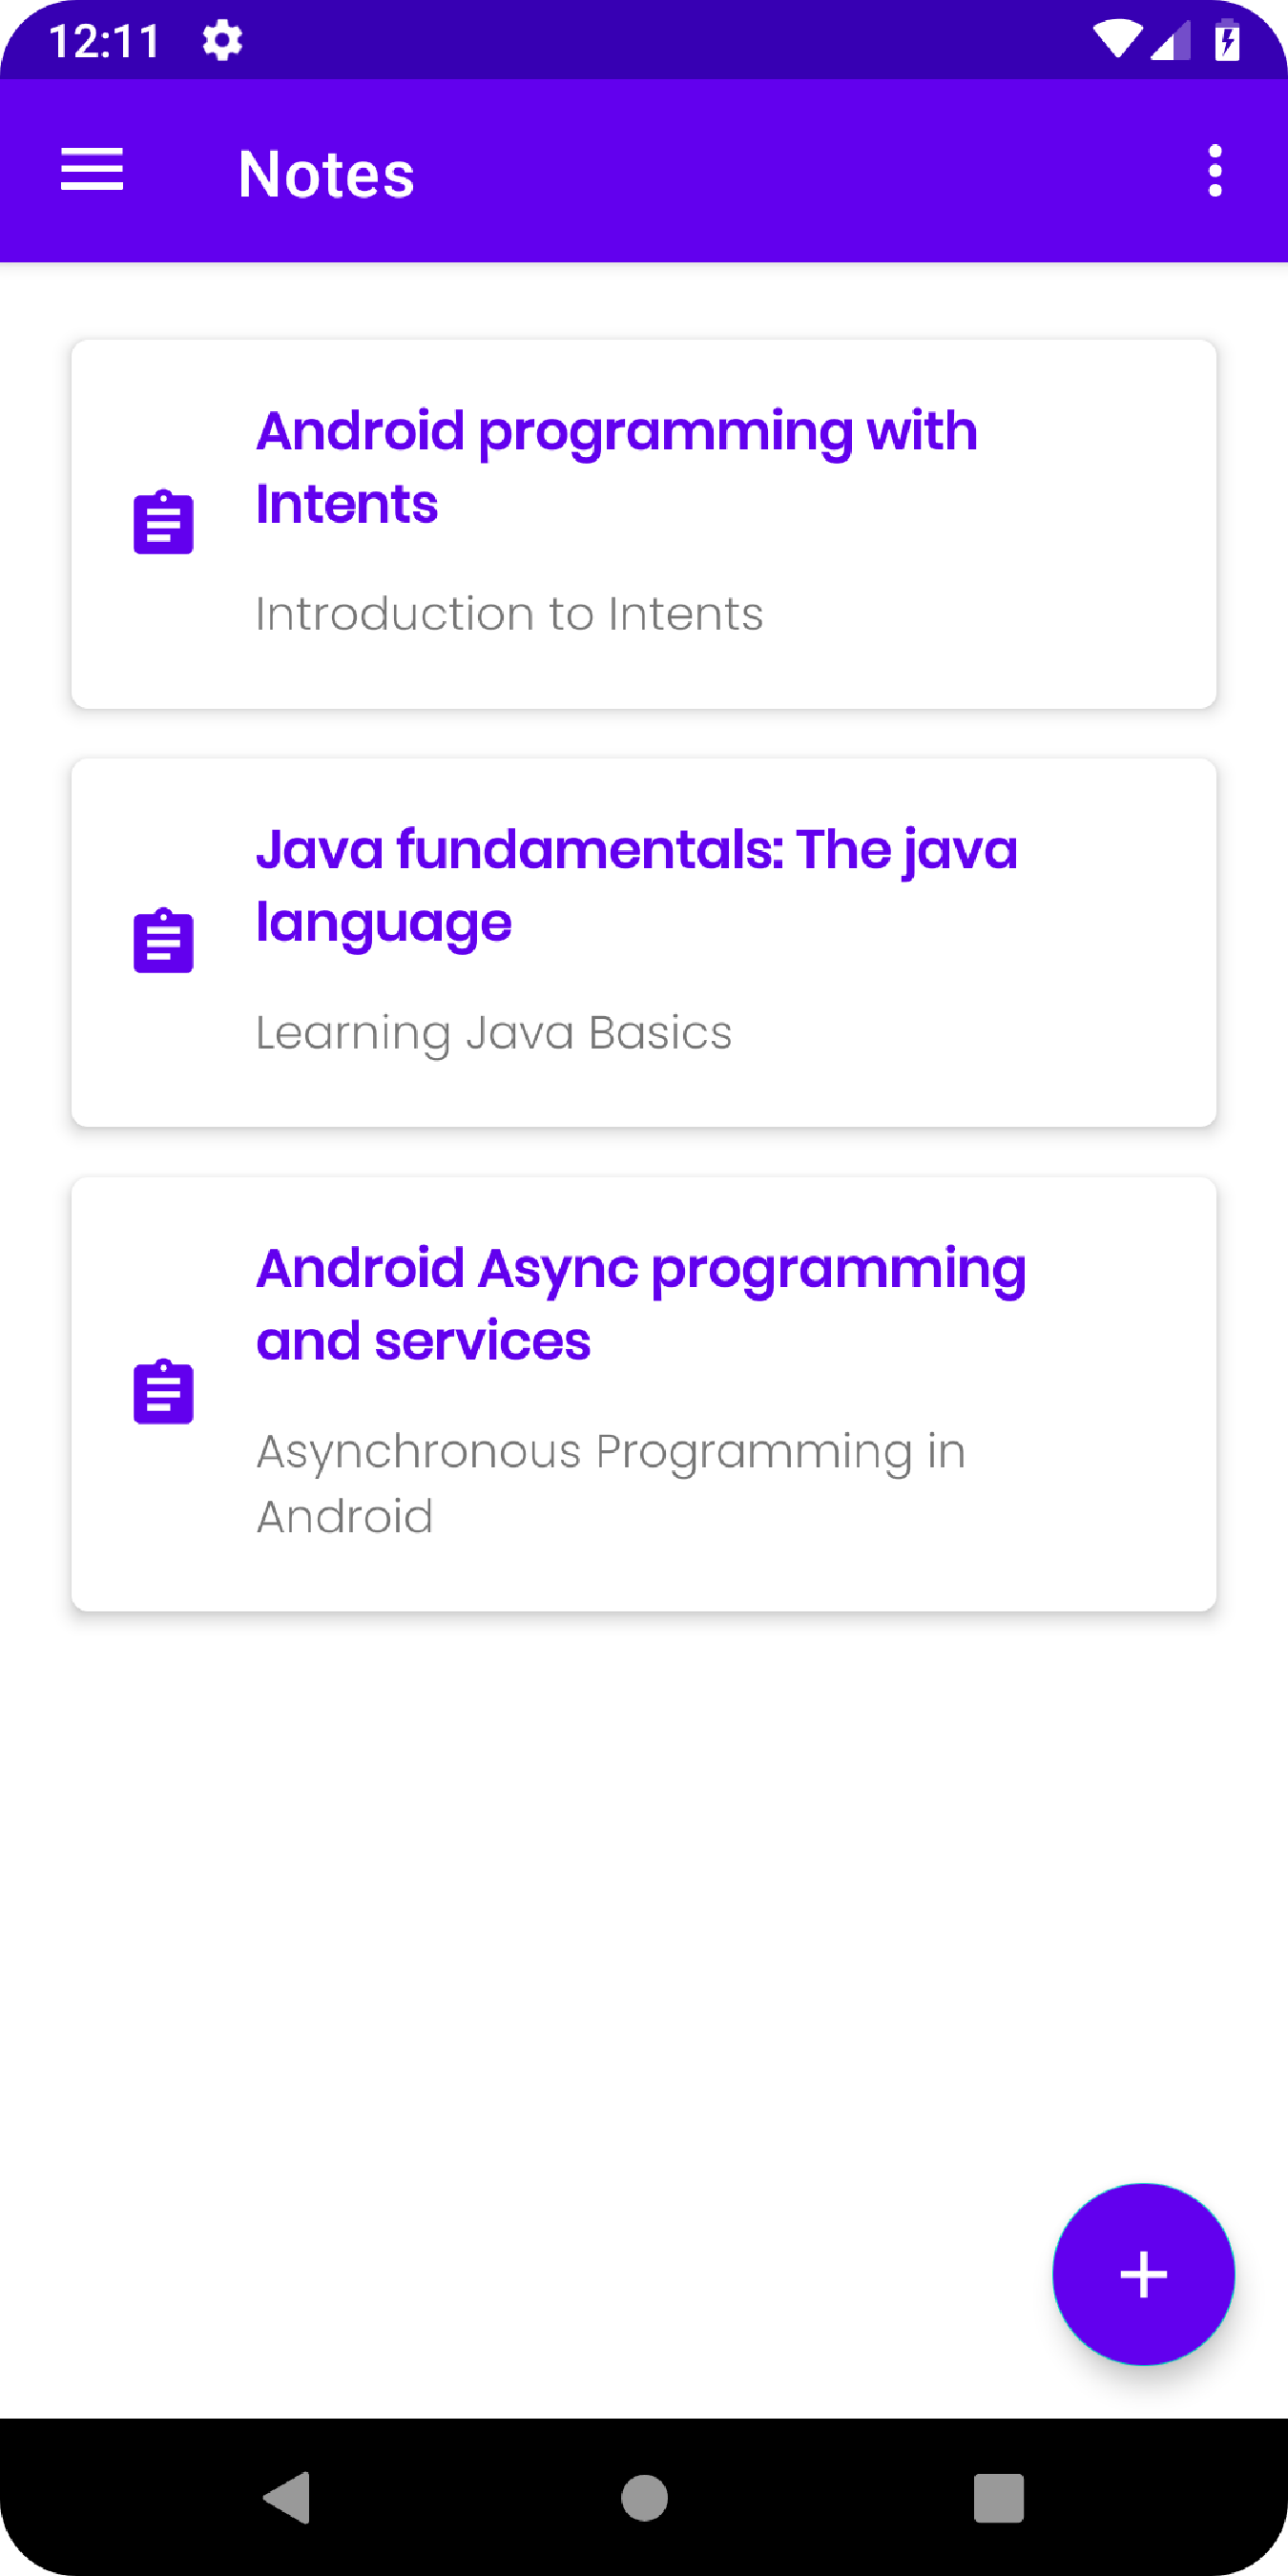 12:11
Notes
Android programming with
Intents
Introduction to Intents
Java fundamentals: The java
language
Learning Java Basics
Android Async programming
and services
Asynchronous Programming in
Android